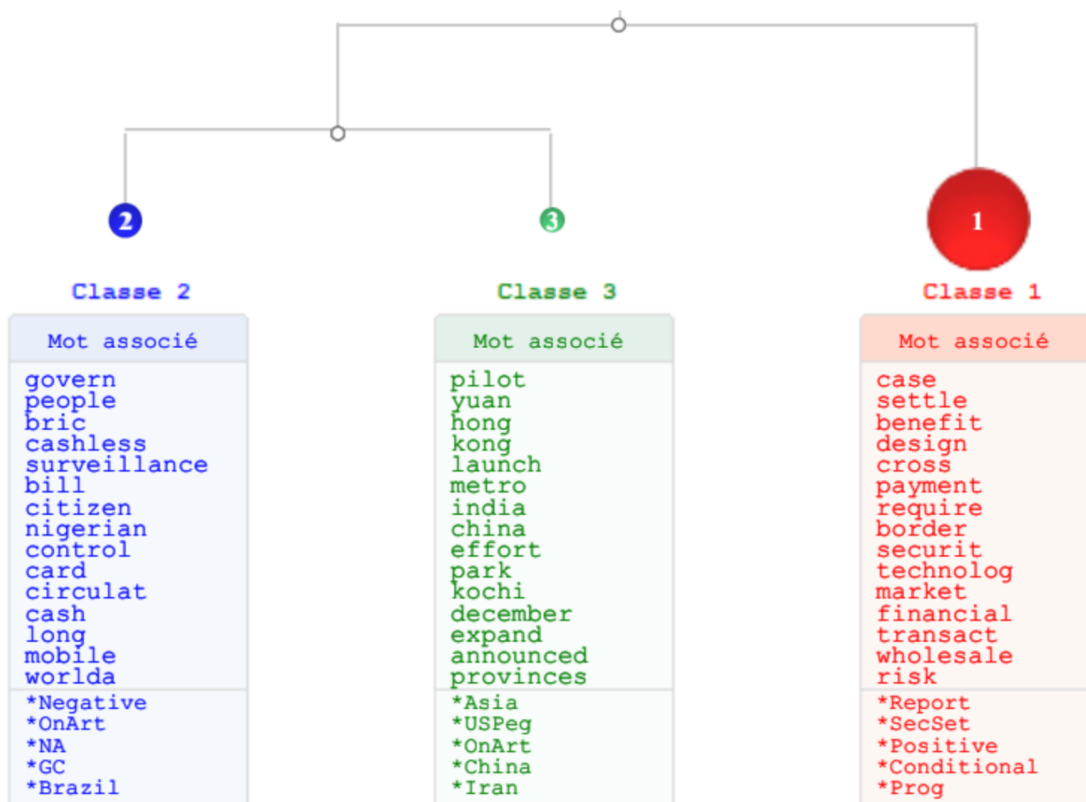 2
3
1
Classe 2
Classe 3
Classe 1
Mot associé
govern
people
bric
cashless
surveillance
bill
citizen
nigerian
control
card
circulat
cash
long
mobile
worlda
*Negative
*OnArt
*NA
*GC
*Brazil
Mot associé
pilot
yuan
hong
kong
launch
metro
india
china
effort
park
kochi
december
expand
announced
provinces
*Asia
*USPeg
*OnArt
*China
*Iran
Mot associé
case
settle
benefit
design
cross
payment
require
border
securit
technolog
market
financial
transact
wholesale
risk
*Report
*SecSet
*Positive
*Conditional
*Prog